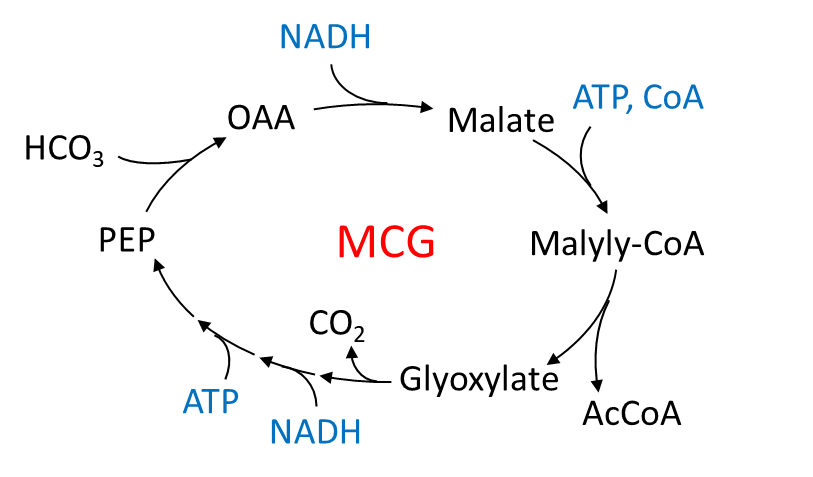 NADH
OAA
Malate
ATP, CoA
HCO₃
PEP
MCG
Malyly-CoA
CO₂
Glyoxylate
ATP
NADH
AcCoA